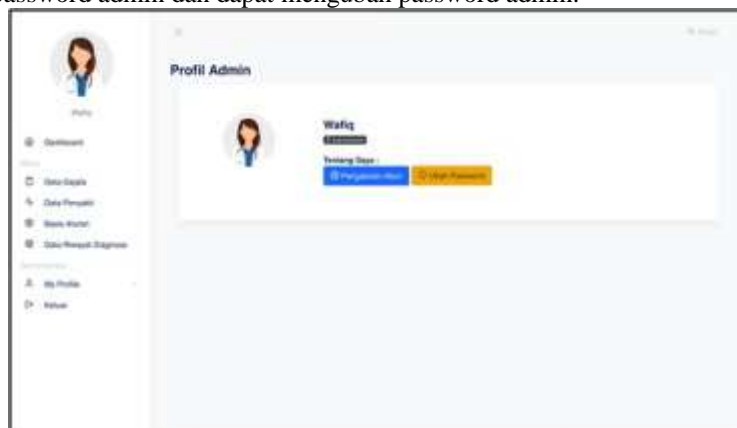 password admin dan dapat mengubah password admin.
Wafiq
Profil Admin
Wafiq
Tentang Saya :
Pengaturan Akun
Ubah Password
Dashboard
Data Gejala
Data Penyakit
Basis Aturan
Data Riwayat Diagnosa
My Profile
Keluar